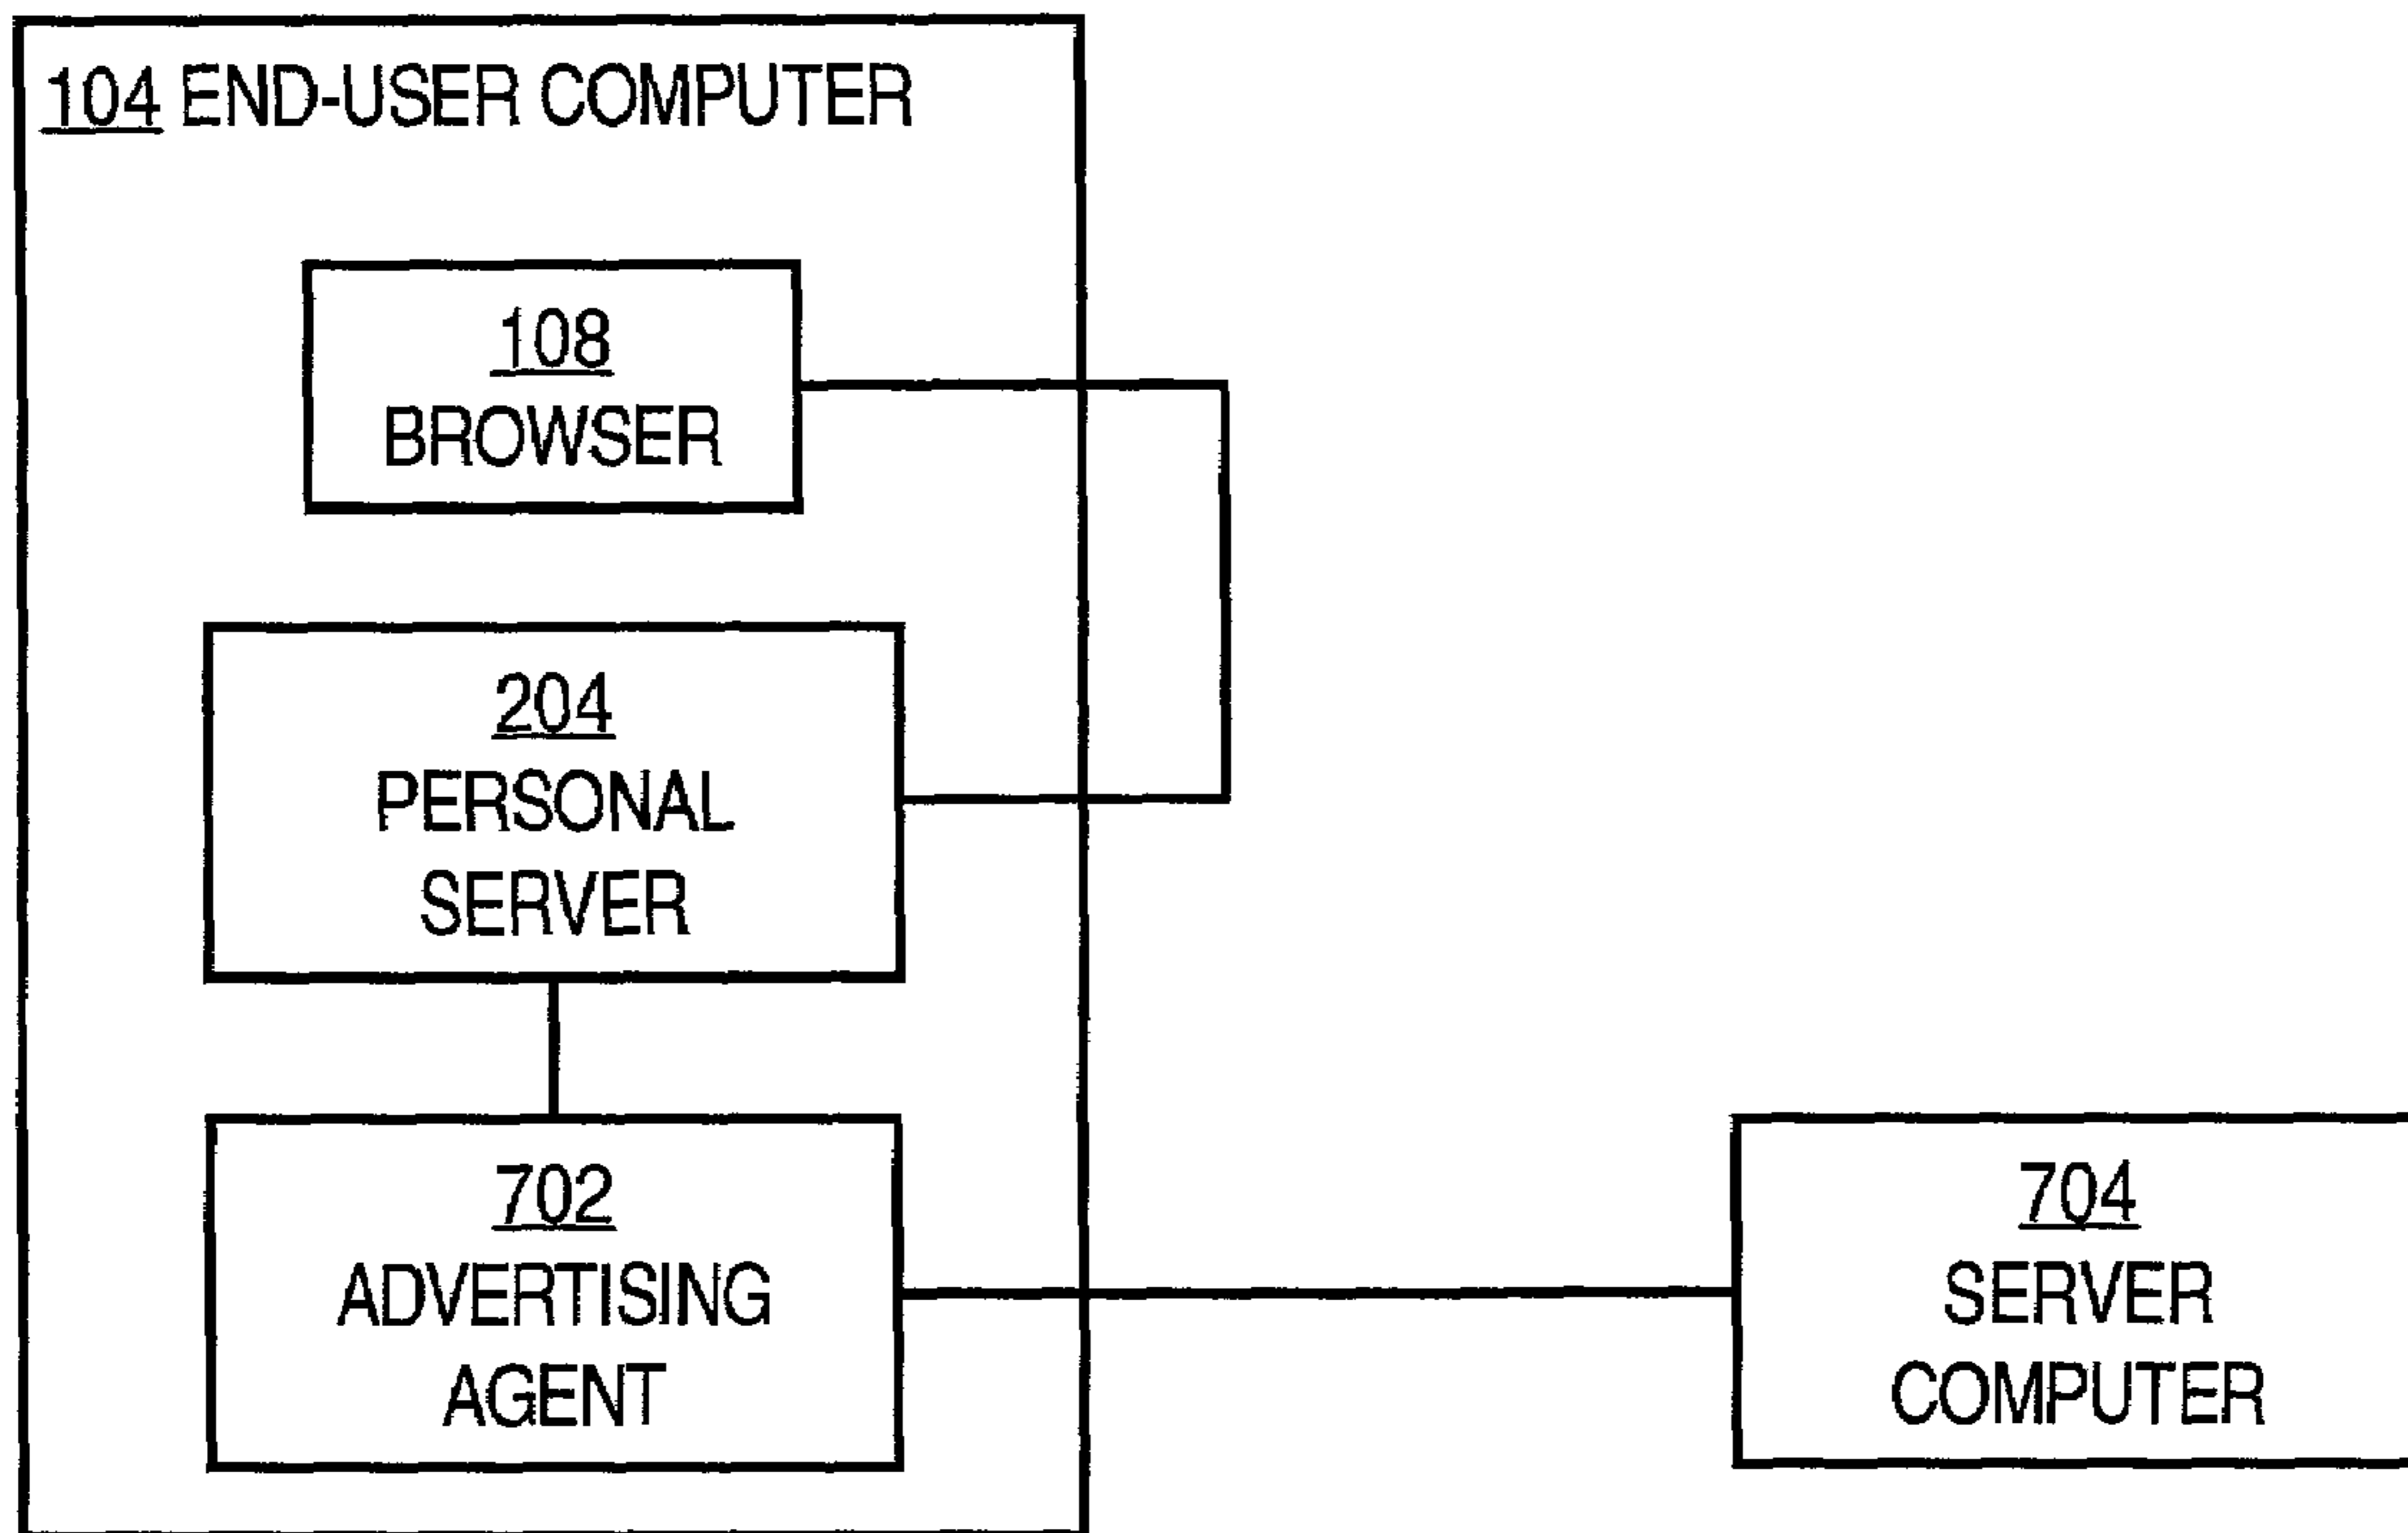 104 END-USER COMPUTER
108
BROWSER
204
PERSONAL
SERVER
702
ADVERTISING
AGENT
704
SERVER
COMPUTER